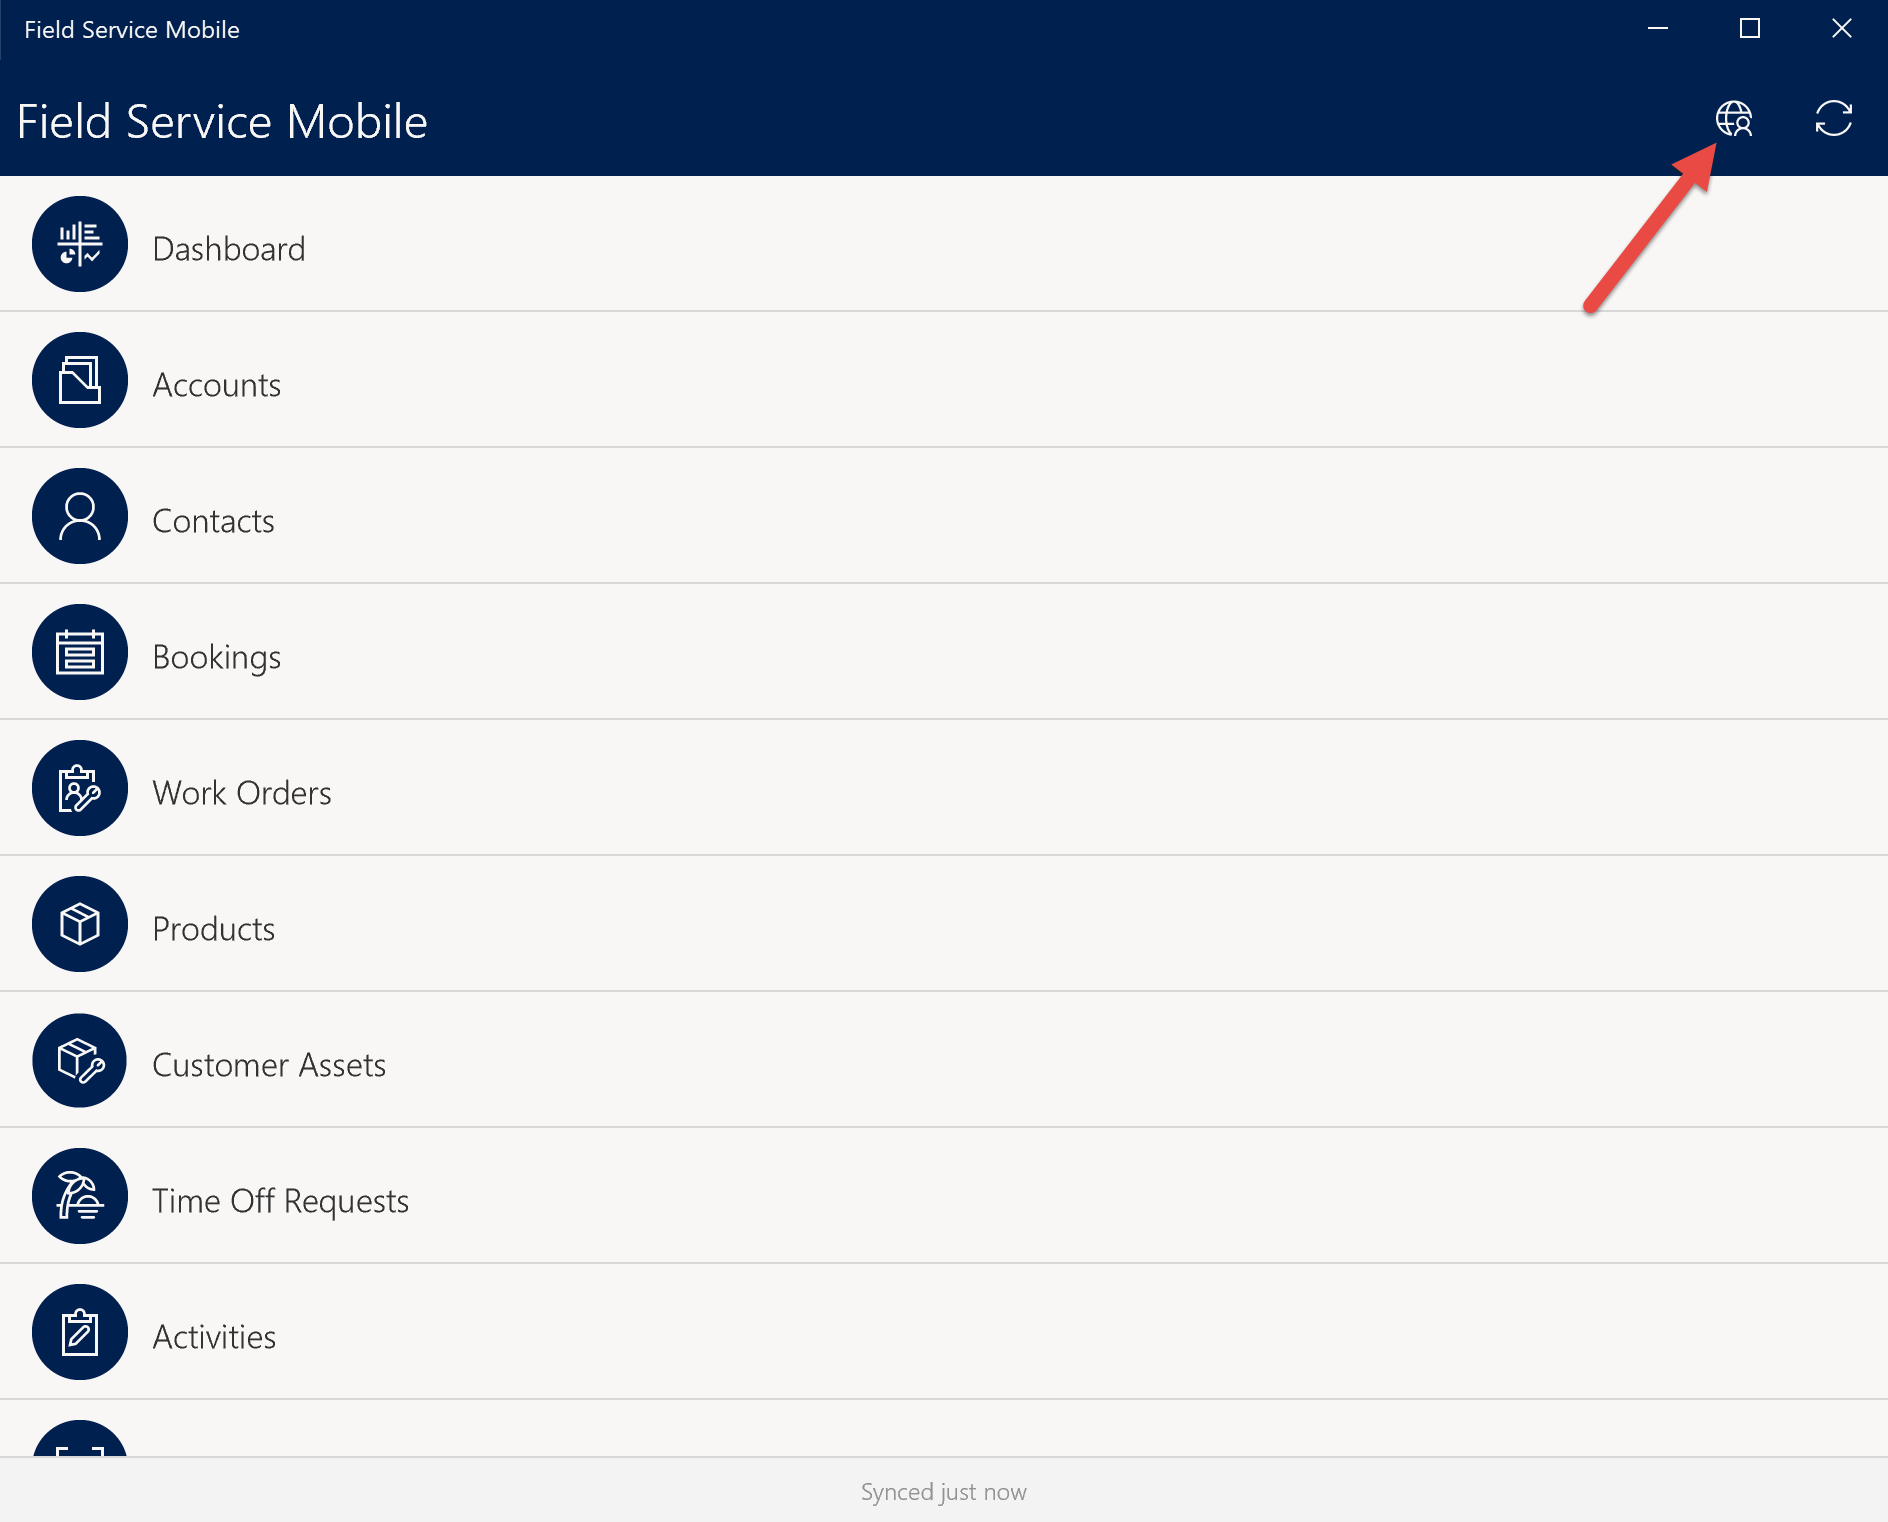 Field Service Mobile
Field Service Mobile
Dashboard
Accounts
Contacts
Bookings
Work Orders
Products
Customer Assets
Time Off Requests
Activities
Synced just now